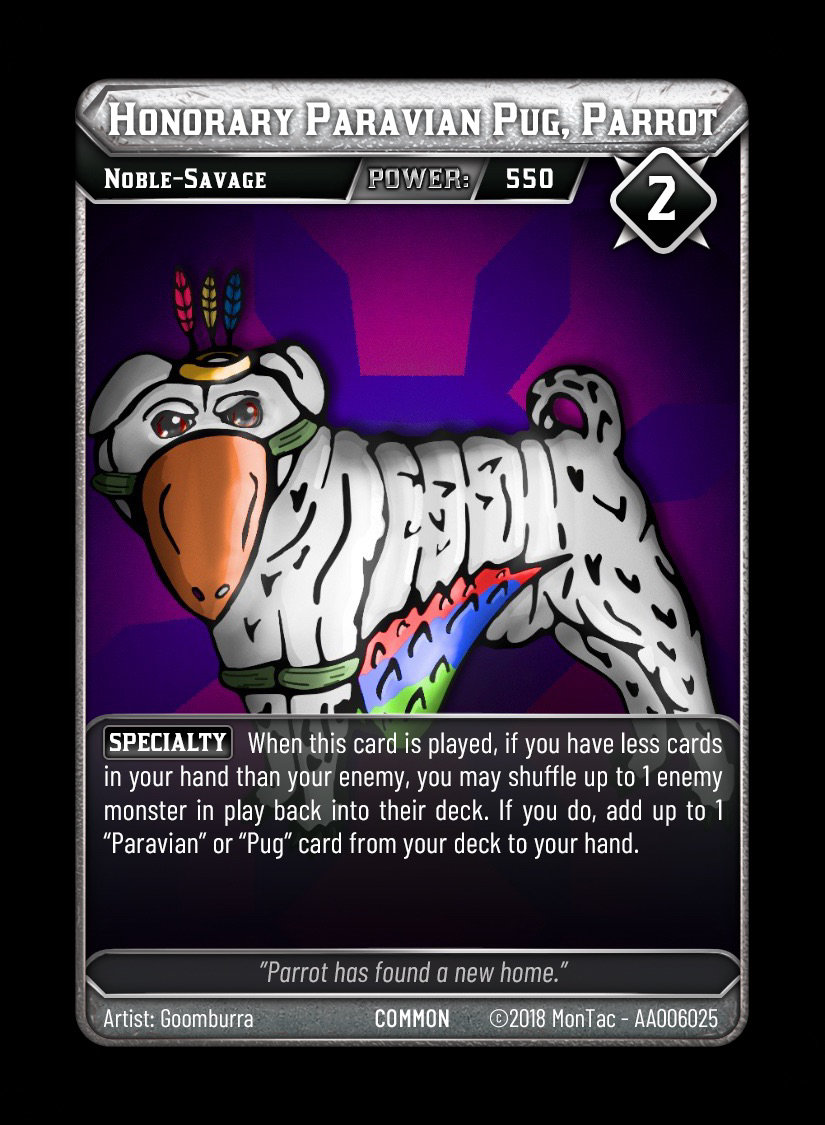 Honorary Paravian Pug, Parrot
Noble-Savage POWER: 550
2
SPECIALTY When this card is played, if you have less cards
in your hand than your enemy, you may shuffle up to 1 enemy
monster in play back into their deck. If you do, add up to 1
“Paravian” or “Pug” card from your deck to your hand.
“Parrot has found a new home.”
Artist: Goomburra COMMON ©2018 MonTac - AA006025